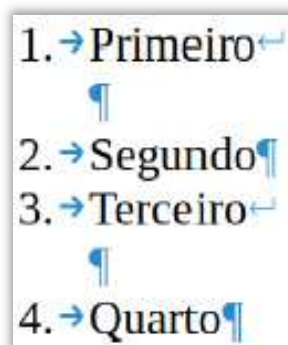 1.→Primeiro↵
¶
2.→Segundo¶
3.→Terceiro↵
¶
4.→Quarto¶